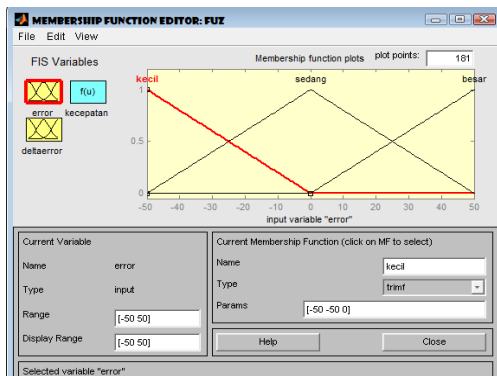 MEMBERSHIP FUNCTION EDITOR: FUZ
File Edit View
FIS Variables
Membership function plots plot points: 181
f(u)
error kecepatan
deltaerror
kecil sedang besar
1
0.5
0
-50 -40 -30 -20 -10 0 10 20 30 40 50
input variable "error"
Current Variable
Name error
Type input
Range [-50 50]
Display Range [-50 50]
Current Membership Function (click on MF to select)
Name kecil
Type trimf
Params [-50 -50 0]
Help Close
Selected variable "error"